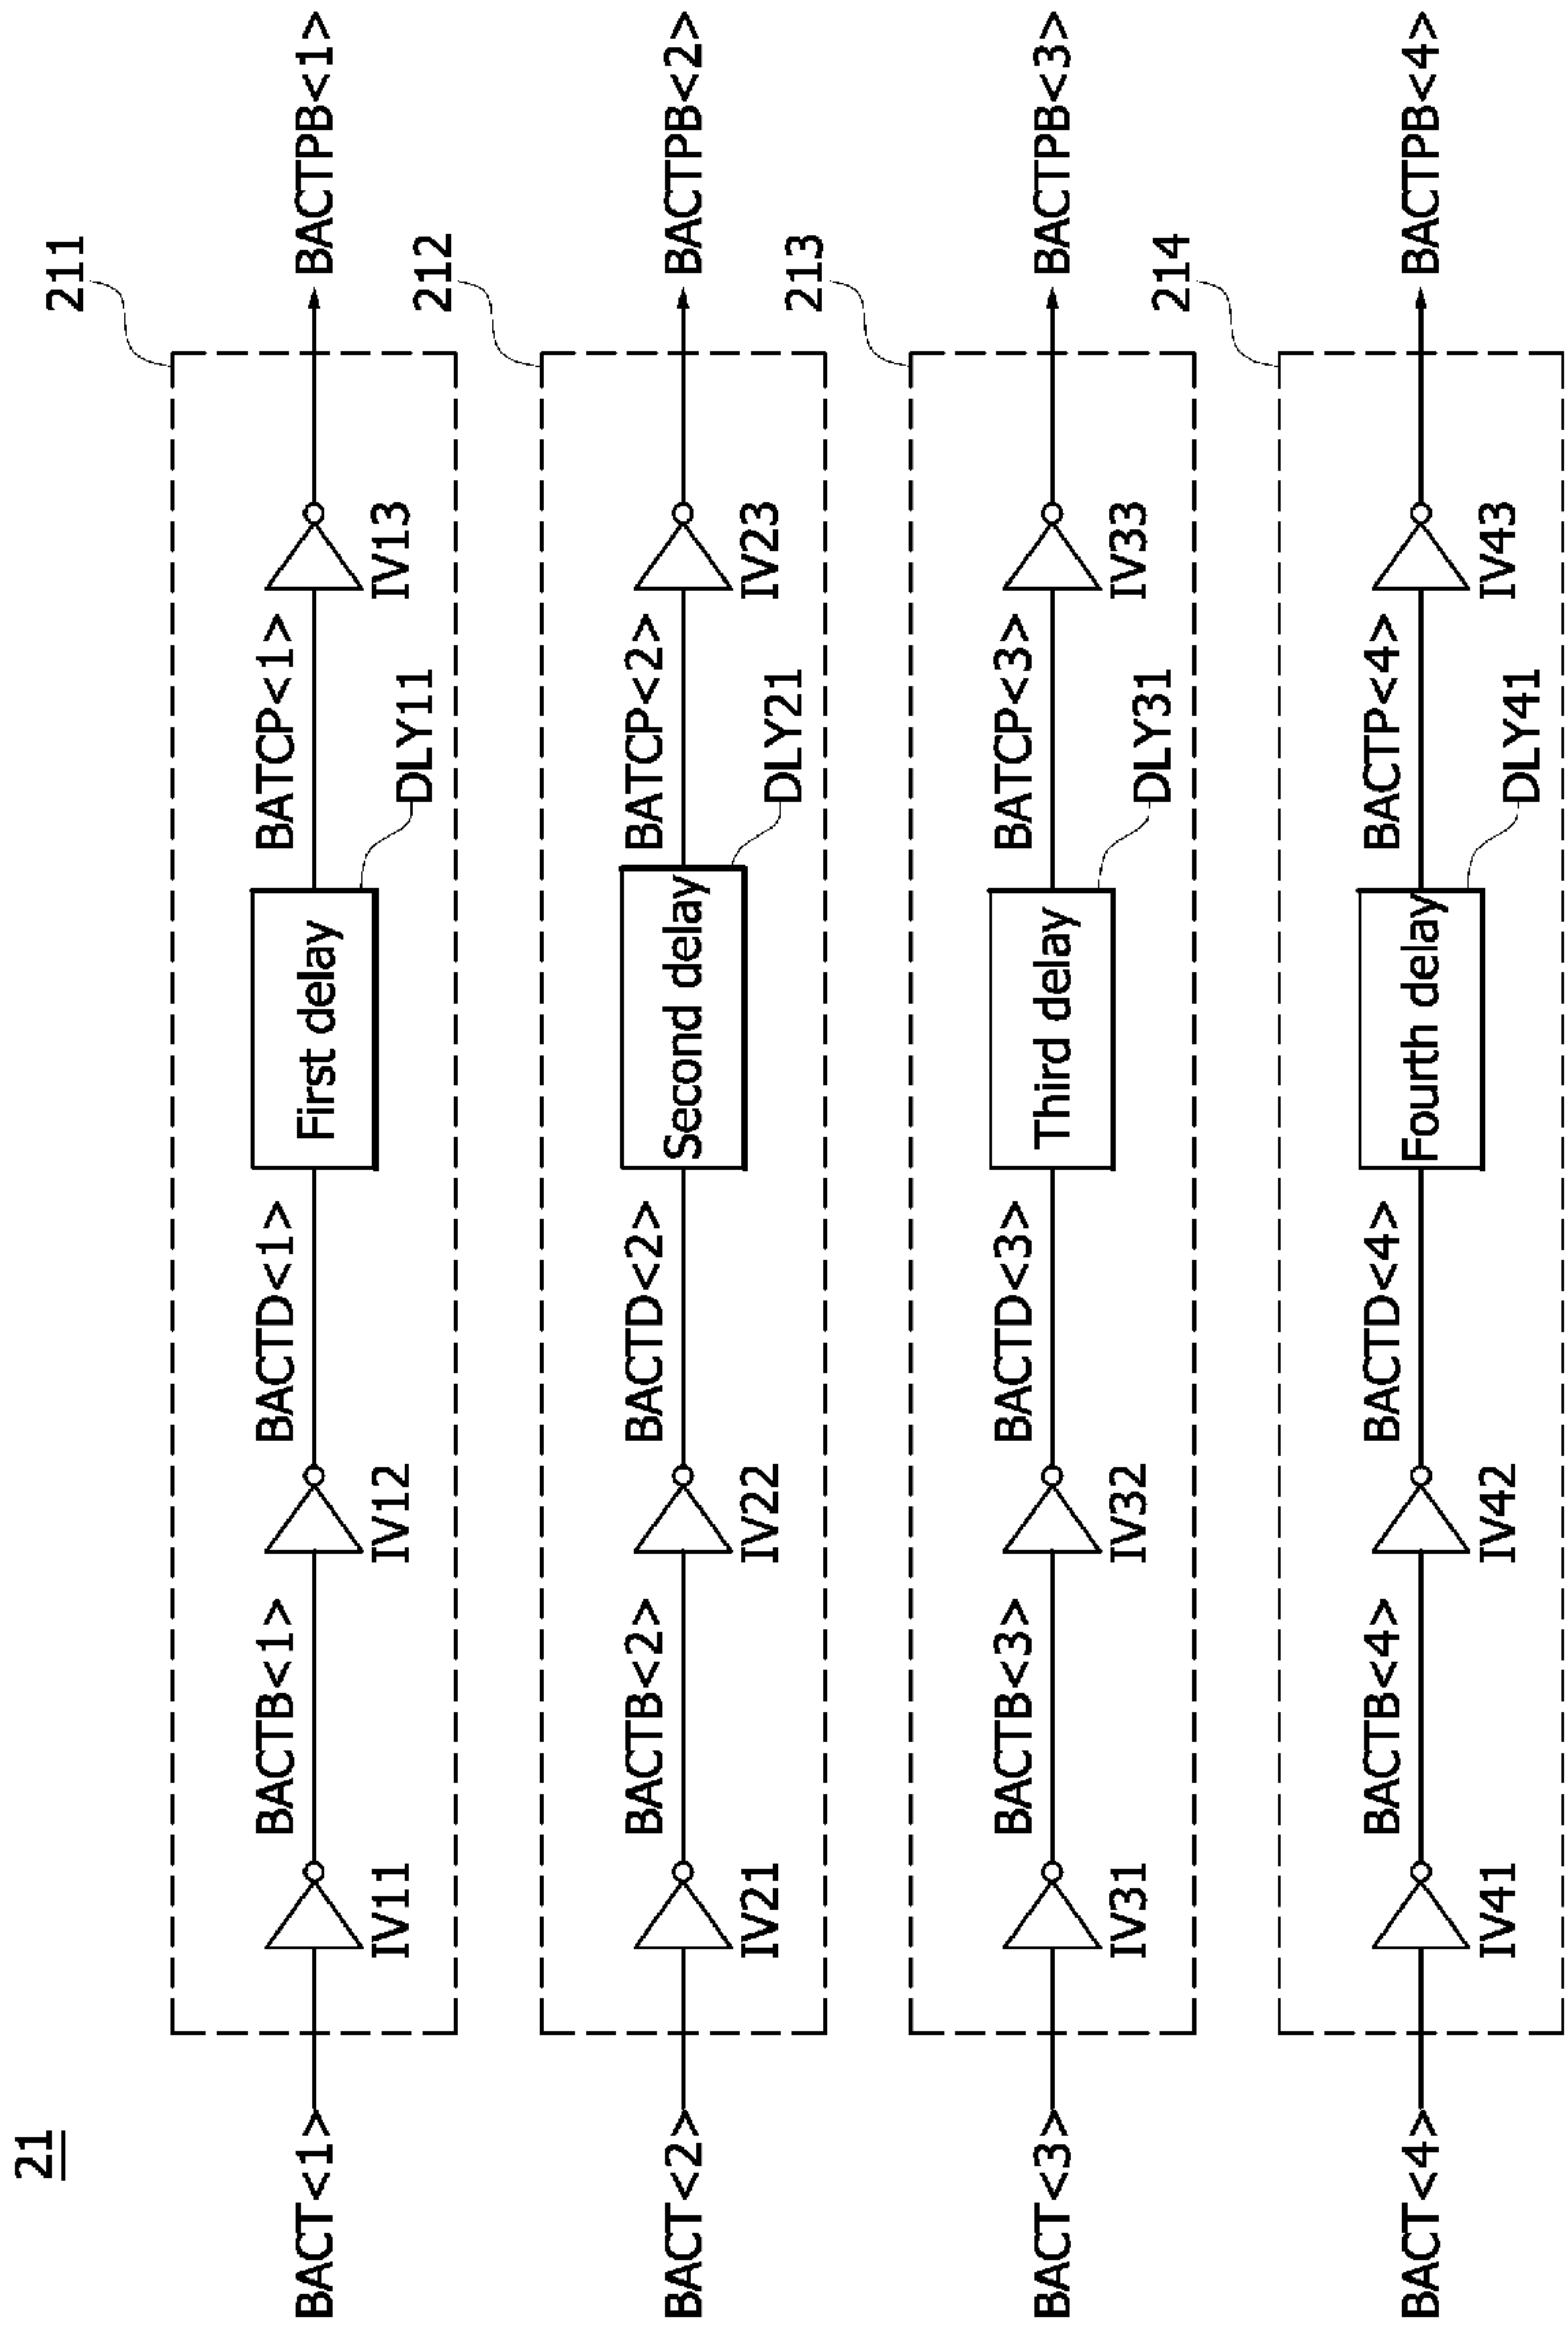 21
211
BACT<1>
IV11
BACTB<1>
IV12
BACTD<1>
First delay
DLY11
BATCP<1>
IV13
BACTPB<1>
212
BACT<2>
IV21
BACTB<2>
IV22
BACTD<2>
Second delay
DLY21
BATCP<2>
IV23
BACTPB<2>
213
BACT<3>
IV31
BACTB<3>
IV32
BACTD<3>
Third delay
DLY31
BATCP<3>
IV33
BACTPB<3>
214
BACT<4>
IV41
BACTB<4>
IV42
BACTD<4>
Fourth delay
DLY41
BACTP<4>
IV43
BACTPB<4>